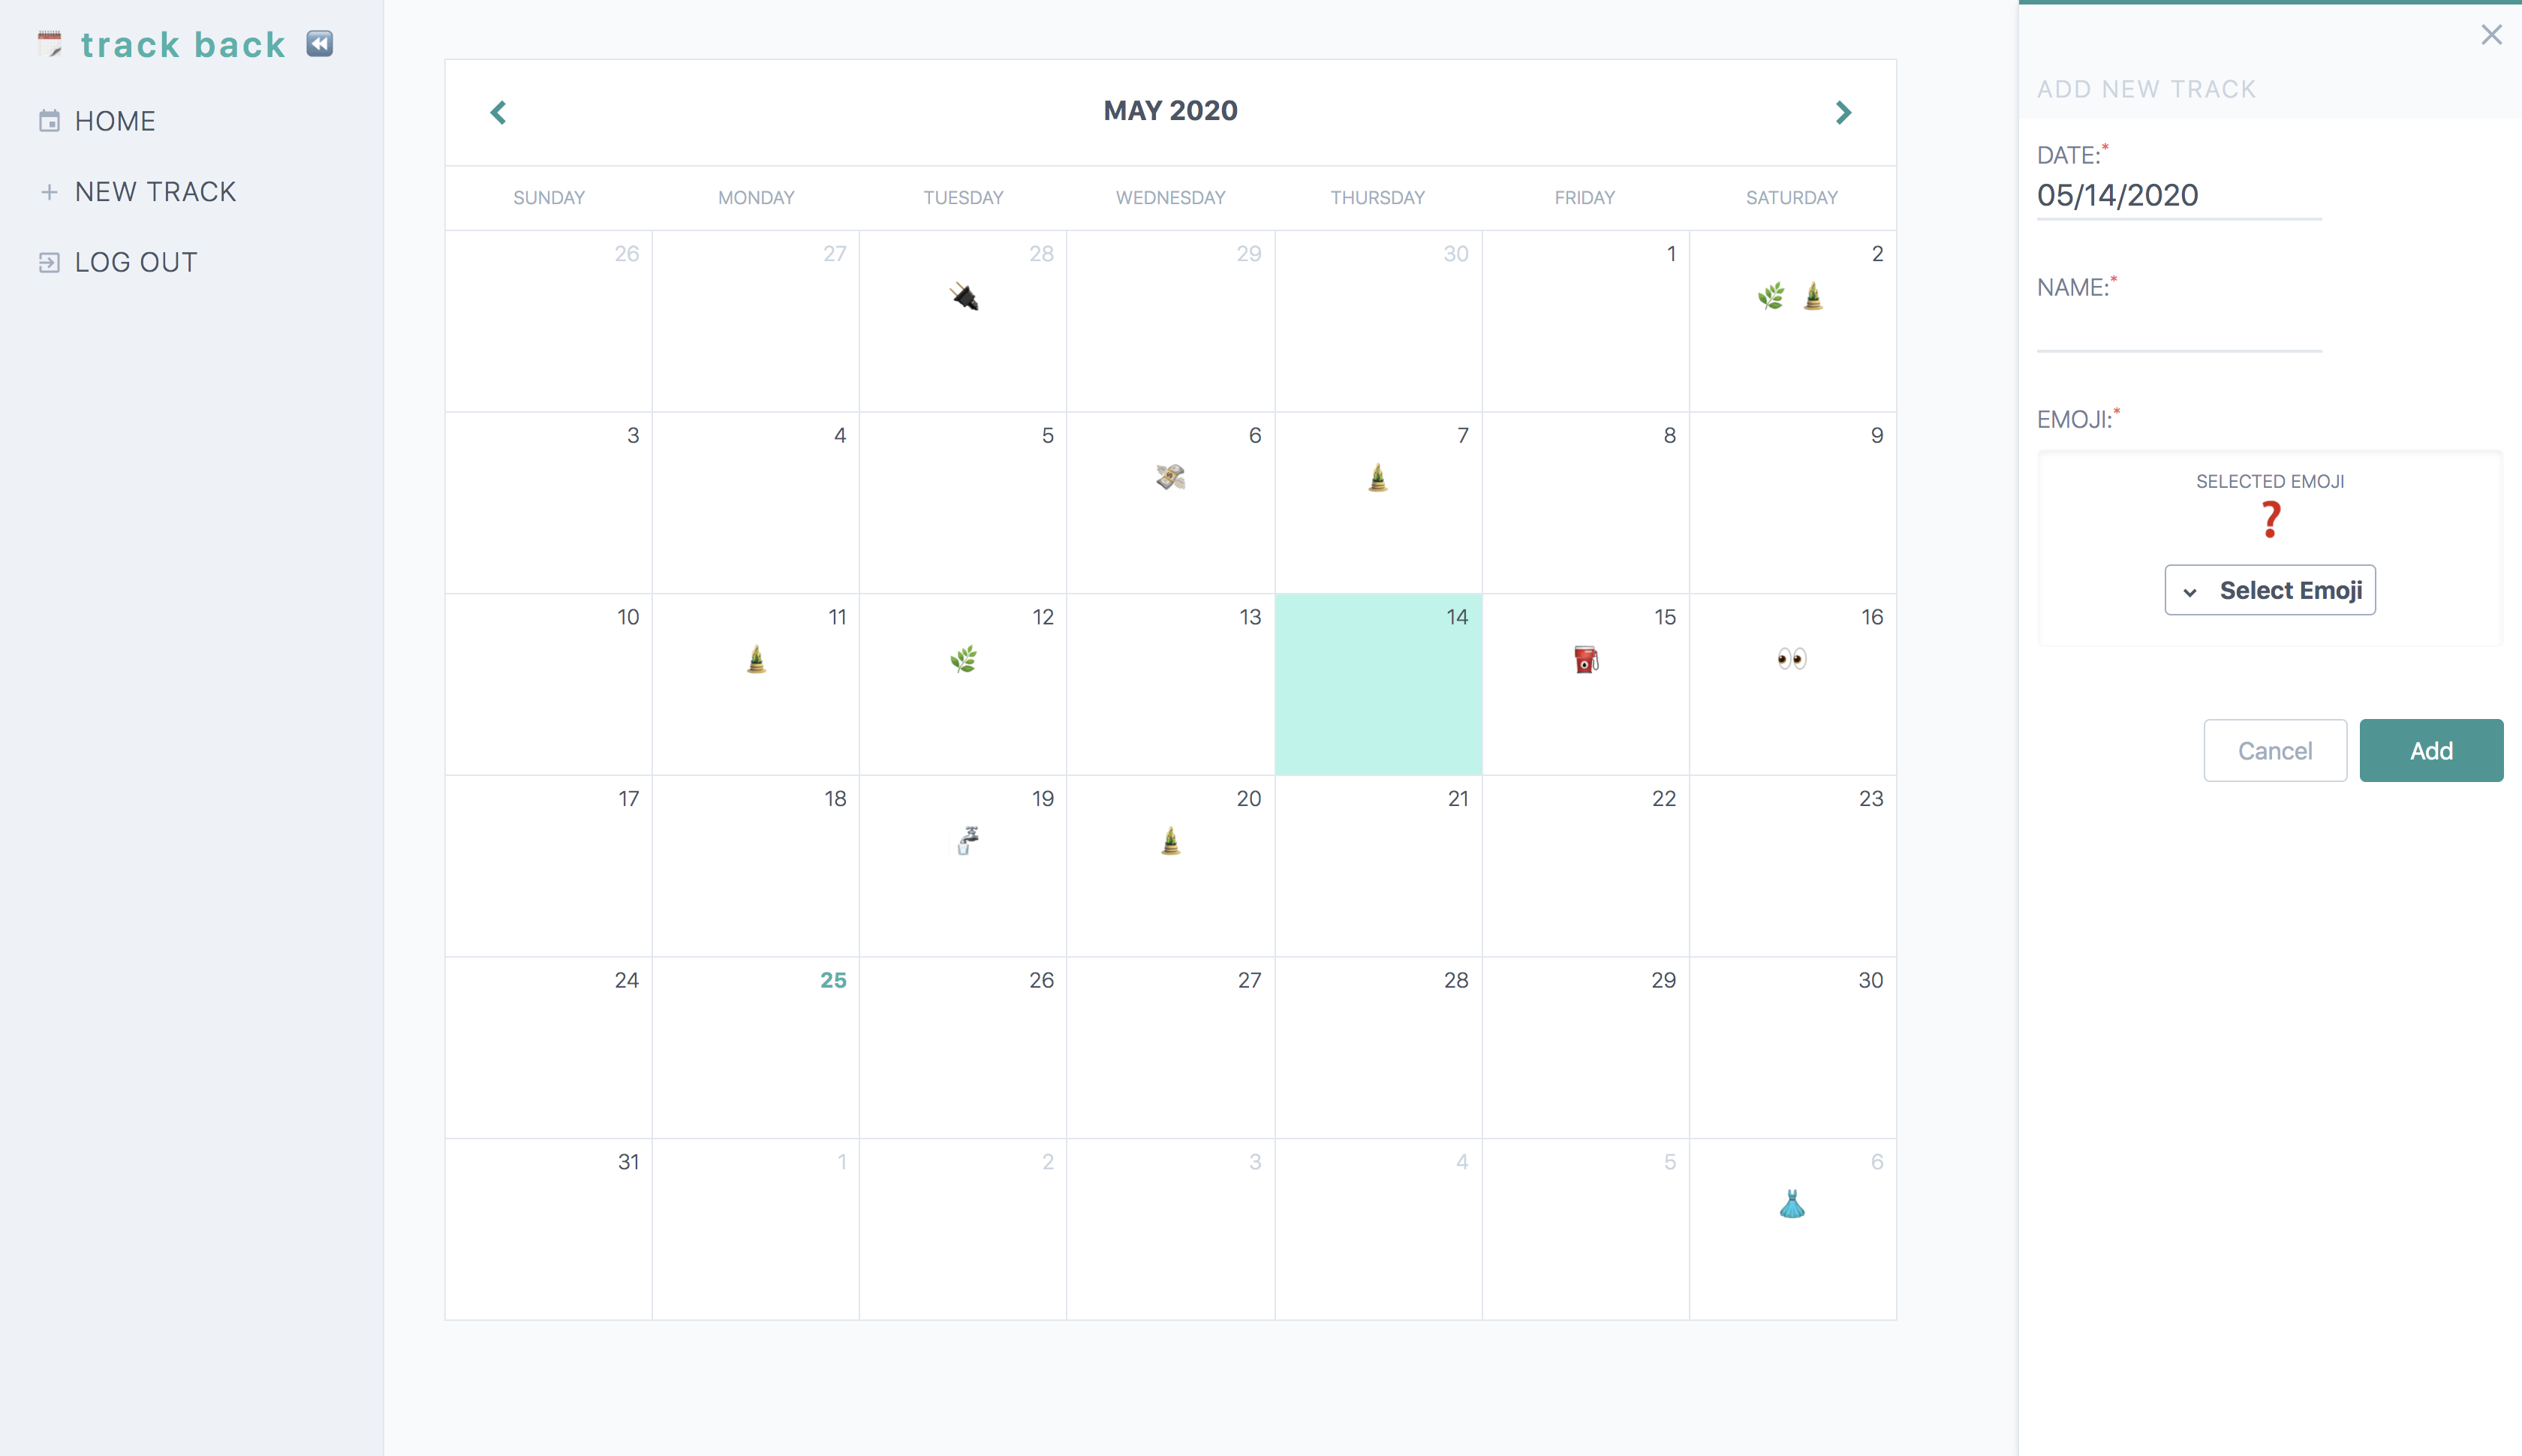 track back
HOME
NEW TRACK
LOG OUT
MAY 2020
SUNDAY MONDAY TUESDAY WEDNESDAY THURSDAY FRIDAY SATURDAY
26 27 28 29 30 1 2
3 4 5 6 7 8 9
10 11 12 13 14 15 16
17 18 19 20 21 22 23
24 25 26 27 28 29 30
31 1 2 3 4 5 6
ADD NEW TRACK
DATE:*
05/14/2020
NAME:*
EMOJI:*
SELECTED EMOJI
❓
Select Emoji
Cancel Add